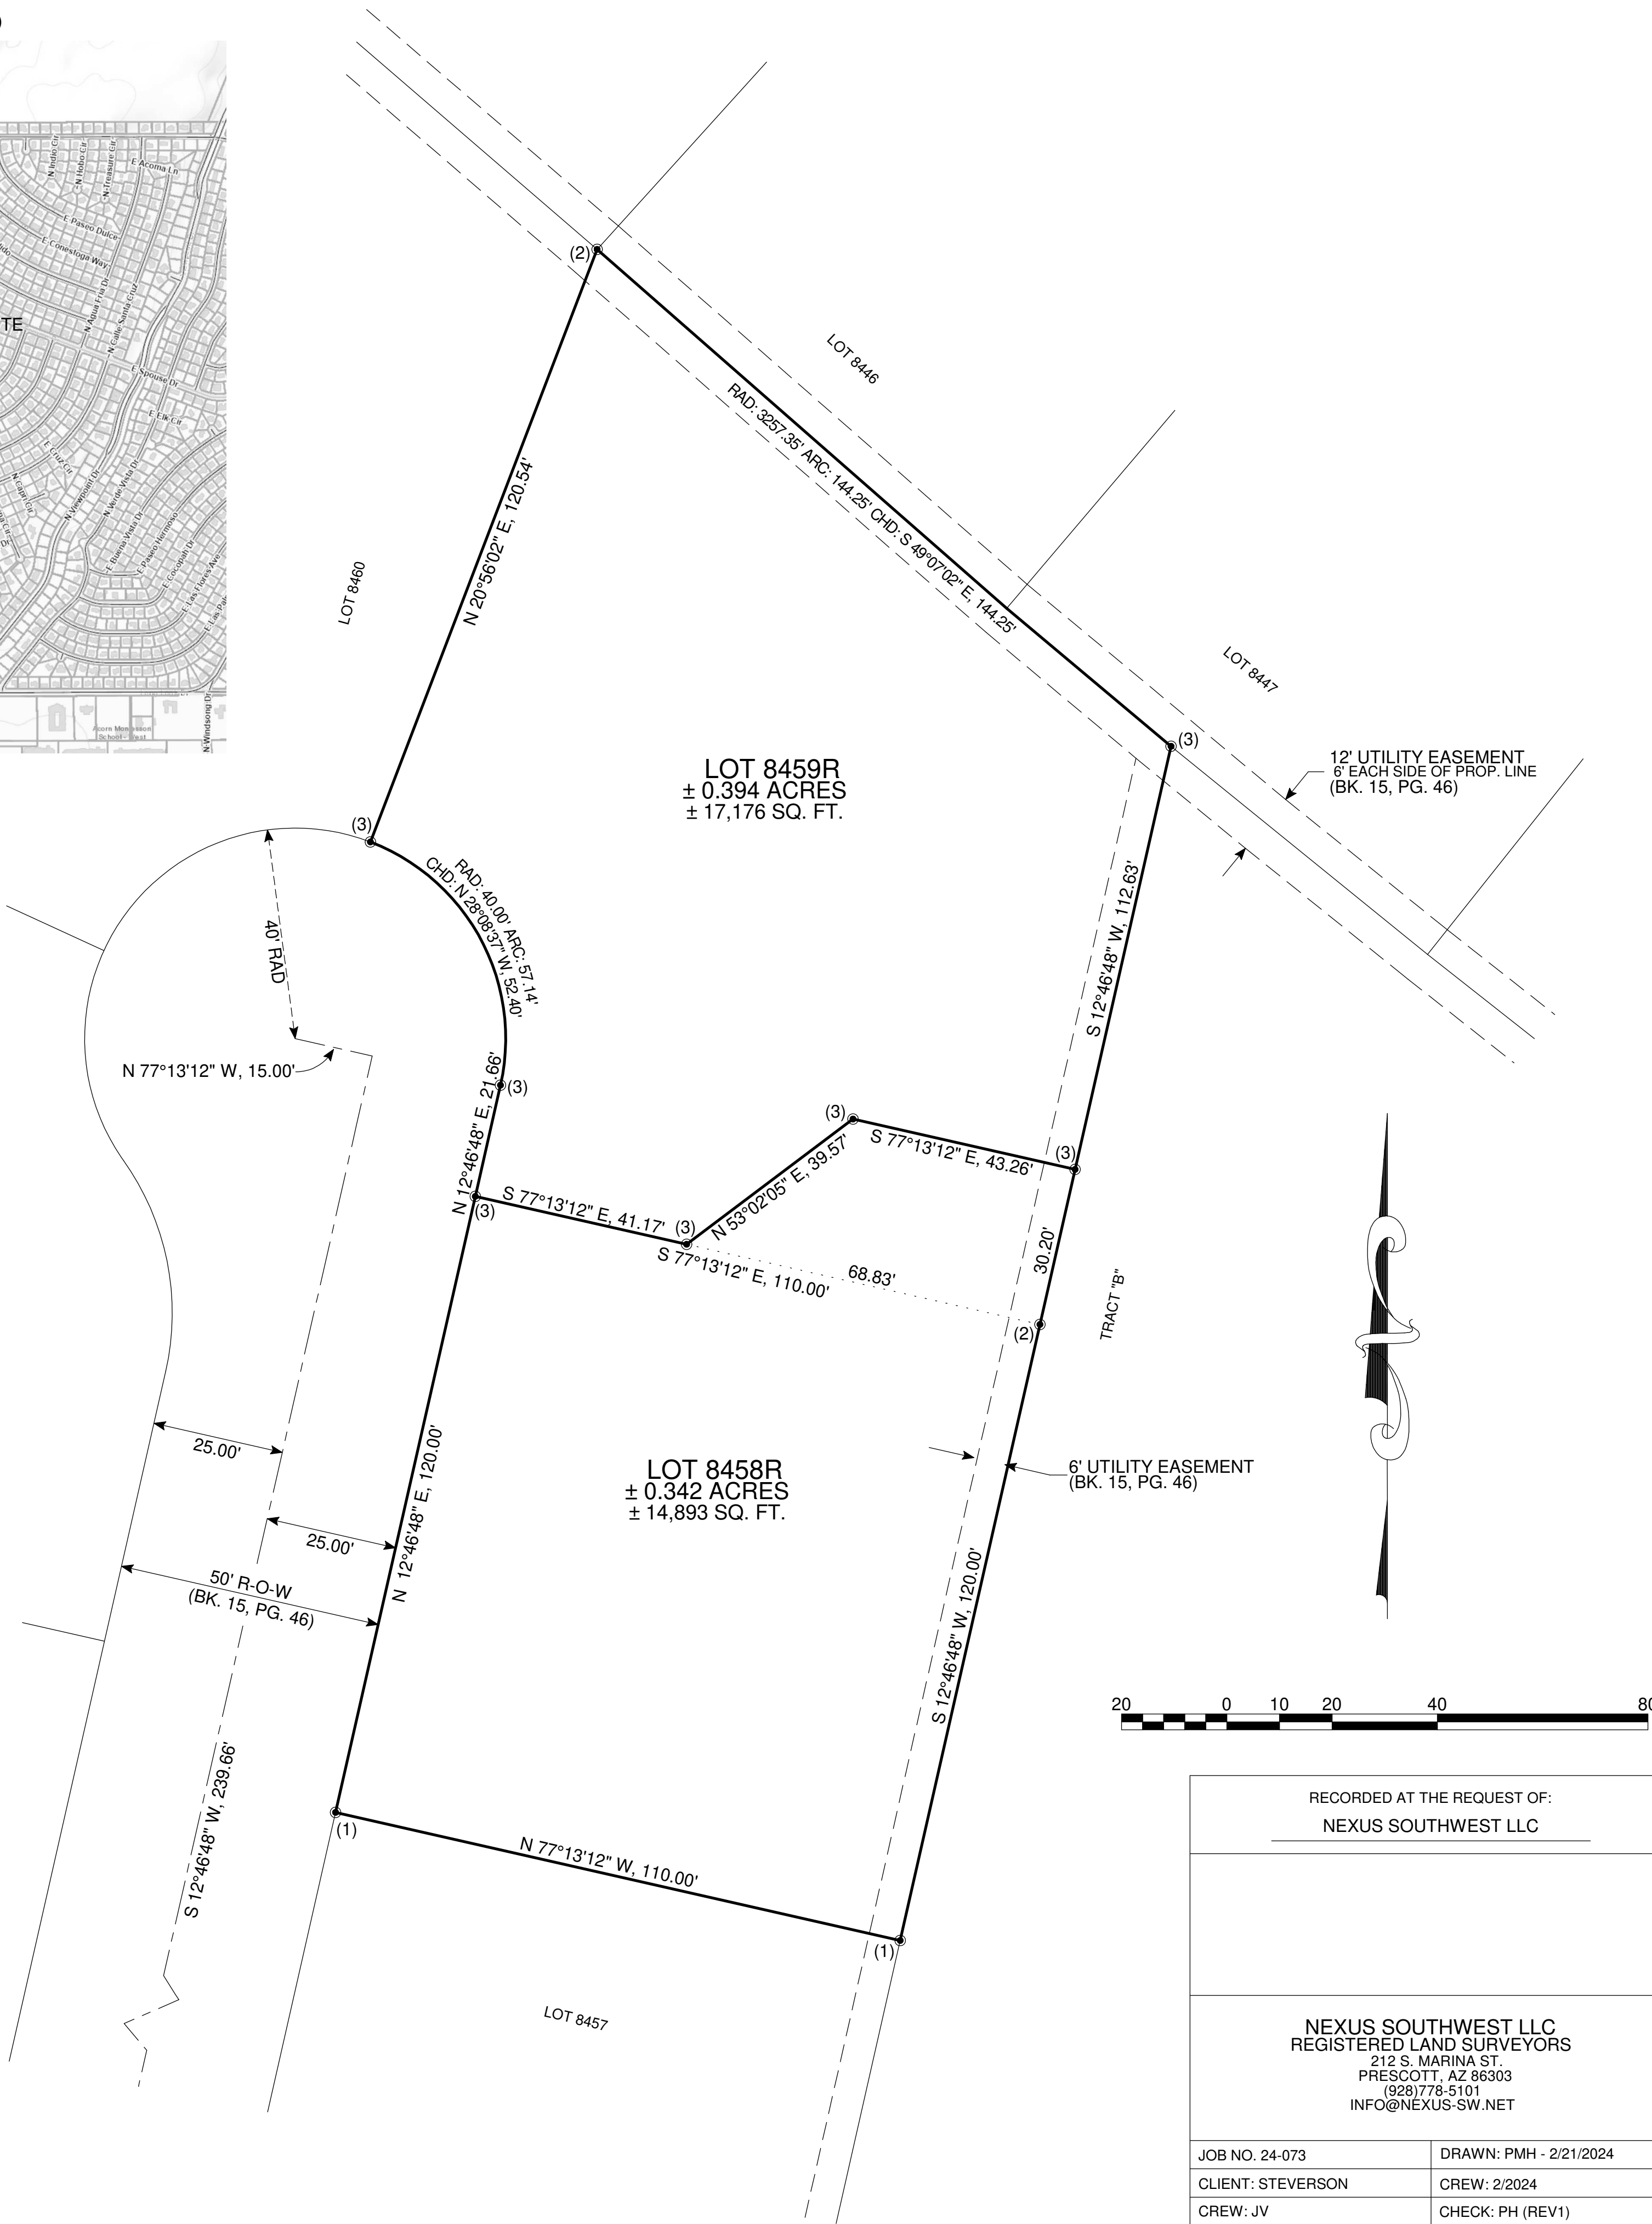 N Indio Cir
N Hobo Cir
N Treasure Cir
E Acoma Ln
E Paseo Dulce
E Conestoga Way
N Agua Fria Dr
N Calle Santa Cruz
TE
E Spouse Dr
E Elk Cir
E Cruz Cir
N Capri Cir
N Viewpoint Dr
N Verde Vista Dr
E Buena Vista Dr
E Paseo Hermoso
E Cocopah Dr
E Las Flores Ave
Dr
N Windsong Dr
(2)
LOT 8446
RAD: 3257.35' ARC: 144.25' CHD: S 49°07'02" E, 144.25'
N 20°56'02" E, 120.54'
LOT 8460
LOT 8447
(3)
12' UTILITY EASEMENT
6' EACH SIDE OF PROP. LINE
(BK. 15, PG. 46)
LOT 8459R
± 0.394 ACRES
± 17,176 SQ. FT.
(3)
RAD: 40.00' ARC: 57.14'
CHD: N 28°08'37" W, 52.40'
S 12°46'48" W, 112.63'
40' RAD
N 77°13'12" W, 15.00'
(3)
N 12°46'48" E, 21.66'
(3)
S 77°13'12" E, 43.26'
(3)
N 53°02'05" E, 39.57'
S 77°13'12" E, 41.17'
(3)
(3)
S 77°13'12" E, 110.00'
68.83'
30.20'
TRACT "B"
(2)
25.00'
25.00'
50' R-O-W
(BK. 15, PG. 46)
N 12°46'48" E, 120.00'
LOT 8458R
± 0.342 ACRES
± 14,893 SQ. FT.
6' UTILITY EASEMENT
(BK. 15, PG. 46)
S 12°46'48" W, 120.00'
S 12°46'48" W, 239.66'
(1)
N 77°13'12" W, 110.00'
(1)
LOT 8457
20 0 10 20 40 80
RECORDED AT THE REQUEST OF:
NEXUS SOUTHWEST LLC
NEXUS SOUTHWEST LLC
REGISTERED LAND SURVEYORS
212 S. MARINA ST.
PRESCOTT, AZ 86303
(928)778-5101
INFO@NEXUS-SW.NET
JOB NO. 24-073
DRAWN: PMH - 2/21/2024
CLIENT: STEVERSON
CREW: 2/2024
CREW: JV
CHECK: PH (REV1)